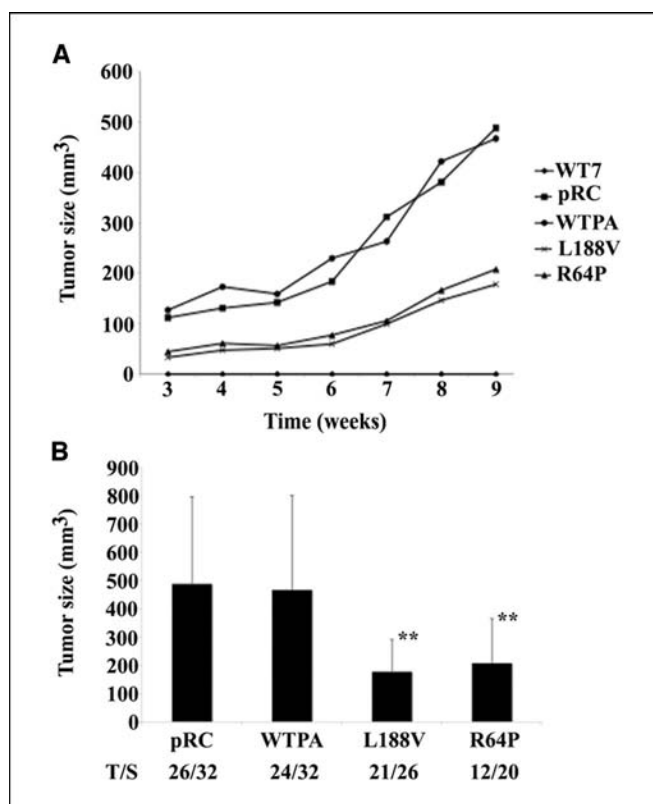 A
600
500
400
300
200
100
0
Tumor size (mm³)
3 4 5 6 7 8 9
Time (weeks)
WT7
pRC
WTPA
L188V
R64P
B
900
800
700
600
500
400
300
200
100
0
Tumor size (mm³)
**
**
pRC WTPA L188V R64P
T/S 26/32 24/32 21/26 12/20